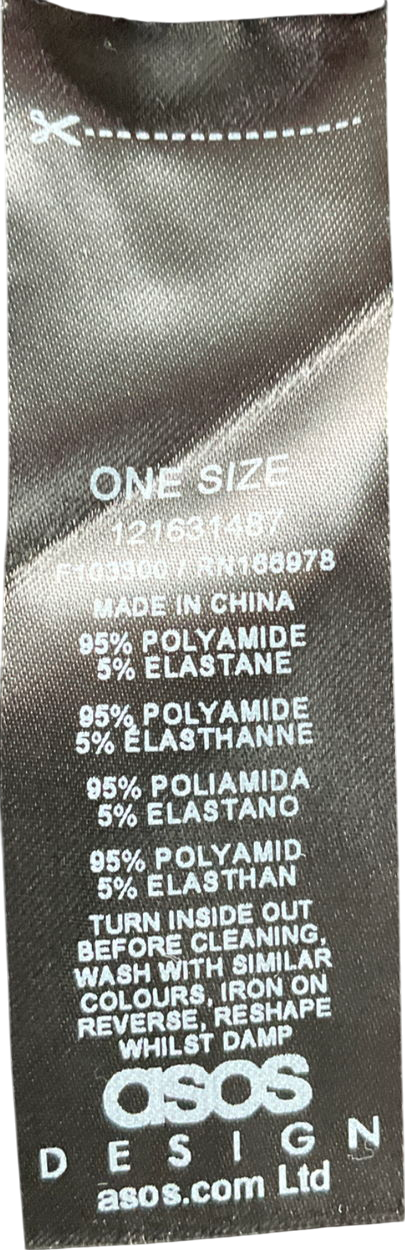 ONE SIZE
121631487
F103300 / RN166978
MADE IN CHINA
95% POLYAMIDE
5% ELASTANE
95% POLYAMIDE
5% ELASTHANNE
95% POLIAMIDA
5% ELASTANO
95% POLYAMID
5% ELASTHAN
TURN INSIDE OUT
BEFORE CLEANING,
WASH WITH SIMILAR
COLOURS, IRON ON
REVERSE, RESHAPE
WHILST DAMP
asos
DESIGN
asos.com Ltd